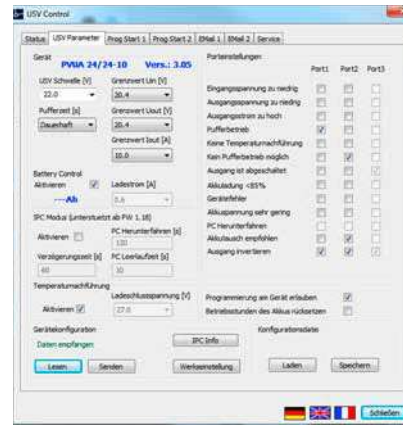 USV Control
Status USV Parameter Prog Start 1 Prog Start 2 EMail 1 EMail 2 Service
Gerät
PVUA 24/24-10 Vers.: 3.05
USV Schwelle [V] Grenzwert Uin [V]
22.0 20.4
Pufferzeit [s] Grenzwert Uout [V]
Dauerhaft 20.4
Grenzwert Iout [A]
10.0
Battery Control
Aktivieren Ladestrom [A]
---Ah 0.6
IPC Modus (unterstuetzt ab FW 1.18)
Aktivieren PC Herunterfahren [s]
120
Verzögerungszeit [s] PC Leerlaufzeit [s]
60 30
Temperaturnachführung
Ladeschlussspannung [V]
Aktivieren 27.0
Gerätekonfiguration
Daten empfangen
IPC Info
Lesen Senden Werkseinstellung
Porteinstellungen
Port1 Port2 Port3
Eingangsspannung zu niedrig
Ausgangsspannung zu niedrig
Ausgangsstrom zu hoch
Pufferbetrieb
Keine Temperaturnachführung
Kein Pufferbetrieb möglich
Ausgang ist abgeschaltet
Akkuladung <85%
Gerätefehler
Akkuspannung sehr gering
PC Herunterfahren
Akkutausch empfohlen
Ausgang invertieren
Programmierung am Gerät erlauben
Betriebsstunden des Akkus rücksetzen
Konfigurationsdatei
Laden Speichern
Schließen